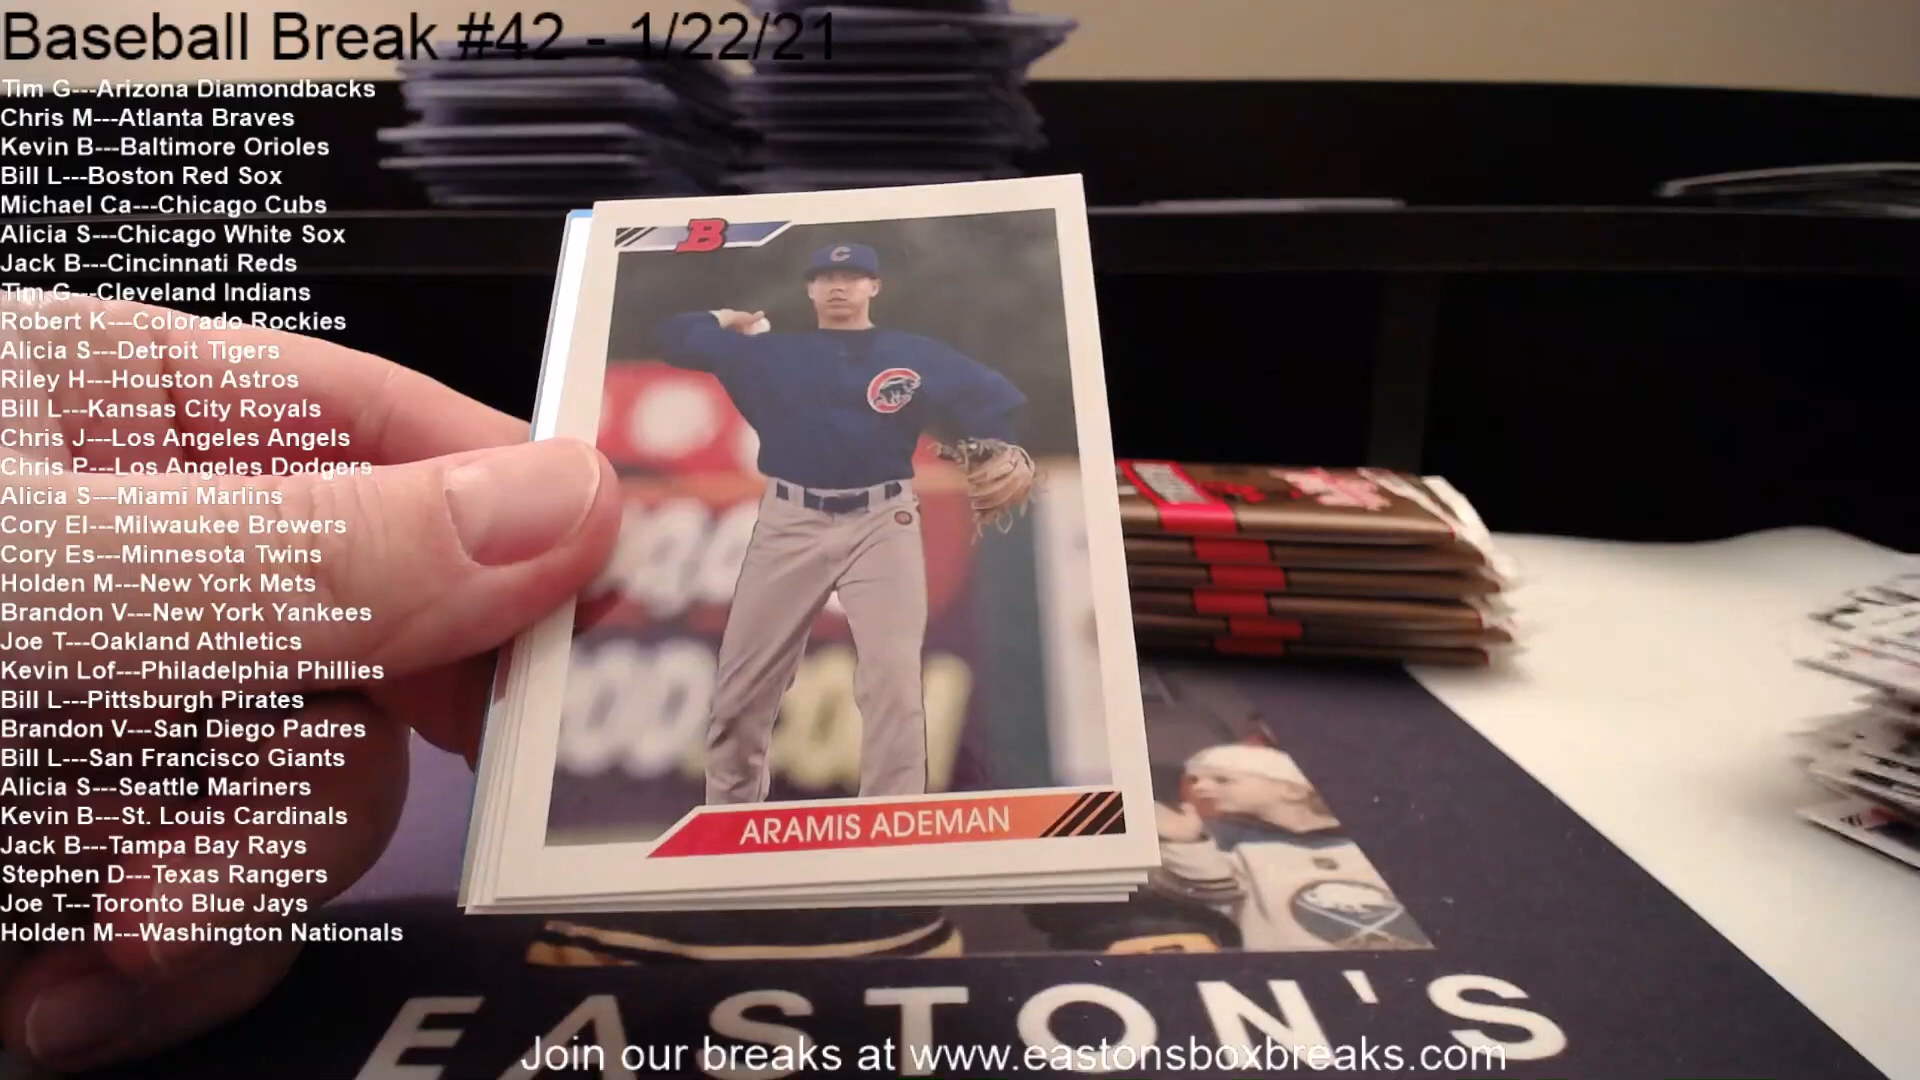 Baseball Break #42 - 1/22/21
Tim G---Arizona Diamondbacks
Chris M---Atlanta Braves
Kevin B---Baltimore Orioles
Bill L---Boston Red Sox
Michael Ca---Chicago Cubs
Alicia S---Chicago White Sox
Jack B---Cincinnati Reds
Tim G---Cleveland Indians
Robert K---Colorado Rockies
Alicia S---Detroit Tigers
Riley H---Houston Astros
Bill L---Kansas City Royals
Chris J---Los Angeles Angels
Chris P---Los Angeles Dodgers
Alicia S---Miami Marlins
Cory El---Milwaukee Brewers
Cory Es---Minnesota Twins
Holden M---New York Mets
Brandon V---New York Yankees
Joe T---Oakland Athletics
Kevin Lof---Philadelphia Phillies
Bill L---Pittsburgh Pirates
Brandon V---San Diego Padres
Bill L---San Francisco Giants
Alicia S---Seattle Mariners
Kevin B---St. Louis Cardinals
Jack B---Tampa Bay Rays
Stephen D---Texas Rangers
Joe T---Toronto Blue Jays
Holden M---Washington Nationals
B
C
ARAMIS ADEMAN
EASTON'S
Join our breaks at www.eastonsboxbreaks.com